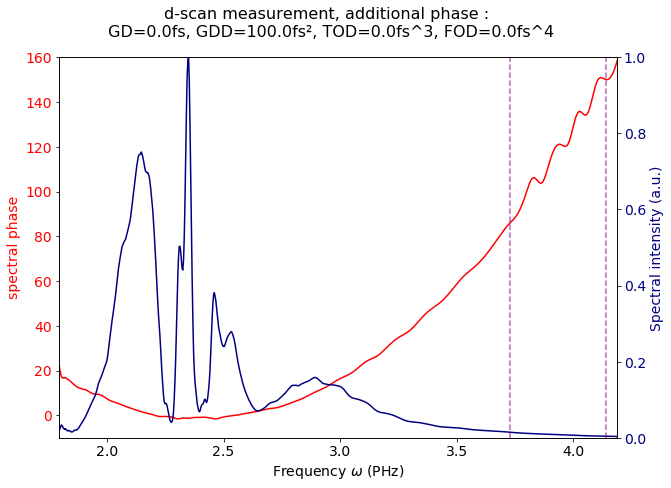 d-scan measurement, additional phase :
GD=0.0fs, GDD=100.0fs², TOD=0.0fs^3, FOD=0.0fs^4
160
140
120
100
80
60
40
20
0
spectral phase
1.0
0.8
0.6
0.4
0.2
0.0
Spectral intensity (a.u.)
2.0 2.5 3.0 3.5 4.0
Frequency ω (PHz)